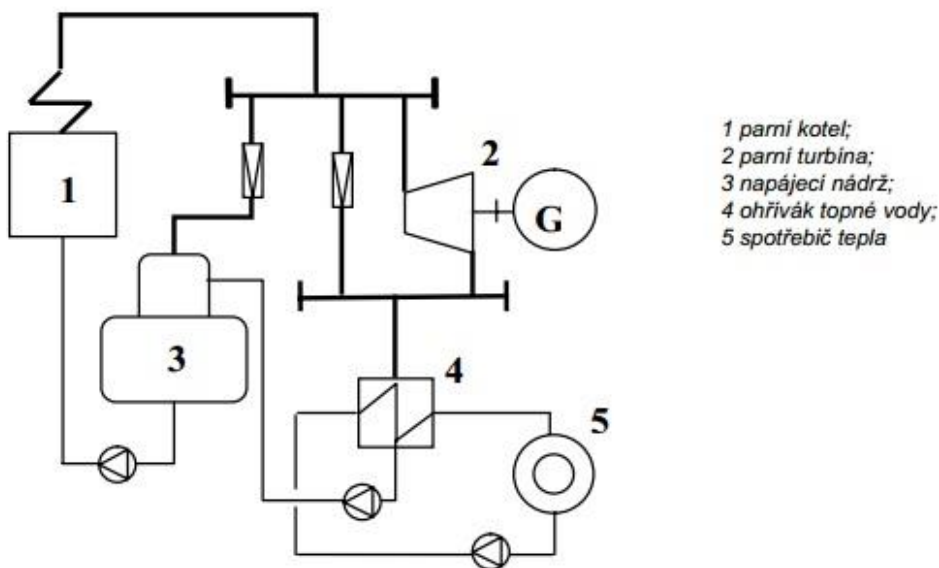 1
2
G
3
4
5
1 parní kotel;
2 parní turbína;
3 napájecí nádrž;
4 ohřivák topné vody;
5 spotřebič tepla